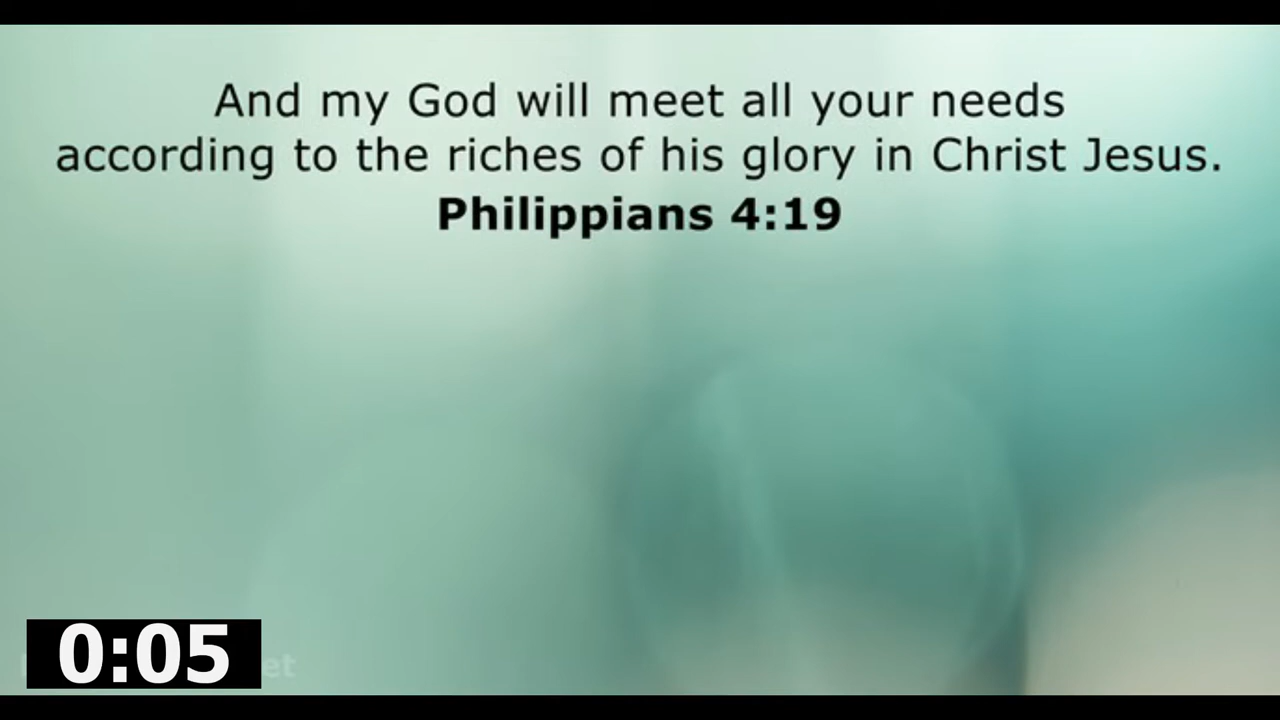 And my God will meet all your needs
according to the riches of his glory in Christ Jesus.
Philippians 4:19
0:05